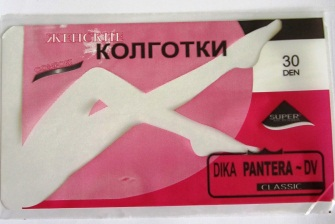 ЖЕНСКИЕ
КОЛГОТКИ
30
DEN
SUPER
DIKA PANTERA ~ DV
CLASSIC